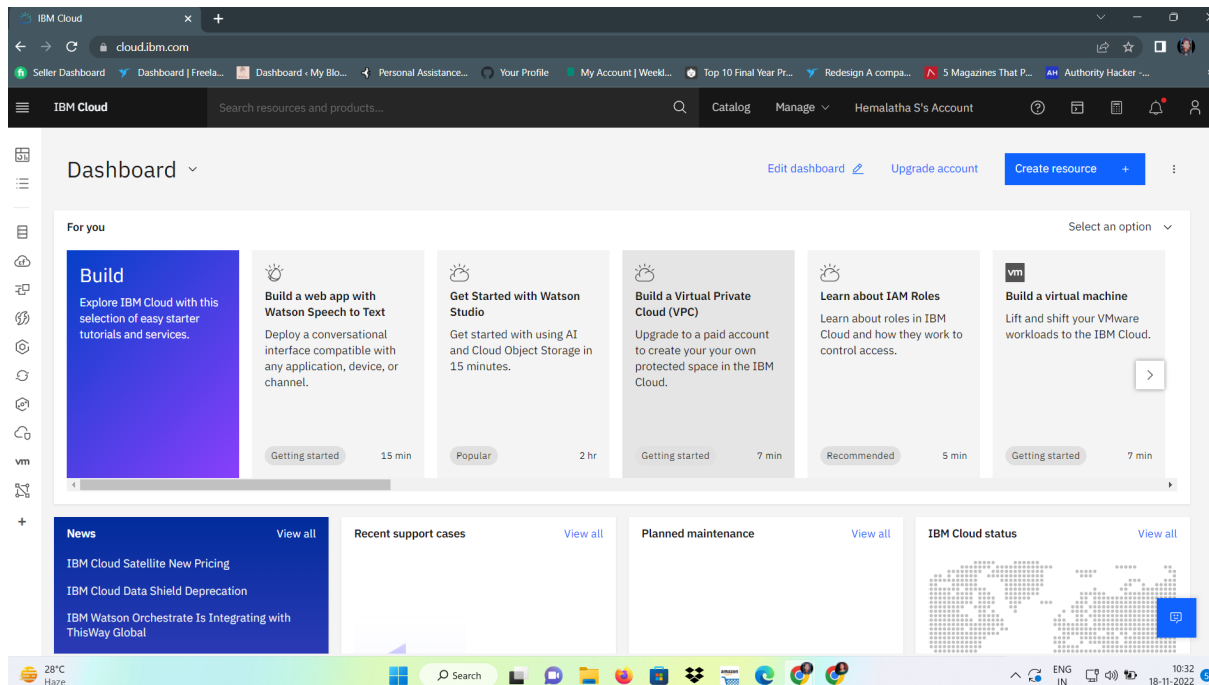 IBM Cloud
cloud.ibm.com
Seller Dashboard
Dashboard | Freela...
Dashboard ‹ My Blo...
Personal Assistance...
Your Profile
My Account | Weekl...
Top 10 Final Year Pr...
Redesign A compa...
5 Magazines That P...
Authority Hacker -...
IBM Cloud
Search resources and products...
Catalog
Manage
Hemalatha S's Account
Dashboard
Edit dashboard
Upgrade account
Create resource +
For you
Select an option
Build
Explore IBM Cloud with this
selection of easy starter
tutorials and services.
Build a web app with
Watson Speech to Text
Deploy a conversational
interface compatible with
any application, device, or
channel.
Getting started 15 min
Get Started with Watson
Studio
Get started with using AI
and Cloud Object Storage in
15 minutes.
Popular 2 hr
Build a Virtual Private
Cloud (VPC)
Upgrade to a paid account
to create your your own
protected space in the IBM
Cloud.
Getting started 7 min
Learn about IAM Roles
Learn about roles in IBM
Cloud and how they work to
control access.
Recommended 5 min
vm
Build a virtual machine
Lift and shift your VMware
workloads to the IBM Cloud.
Getting started 7 min
vm
News View all
IBM Cloud Satellite New Pricing
IBM Cloud Data Shield Deprecation
IBM Watson Orchestrate Is Integrating with
ThisWay Global
Recent support cases View all
Planned maintenance View all
IBM Cloud status View all
28°C
Haze
Search
ENG
IN
10:32
18-11-2022